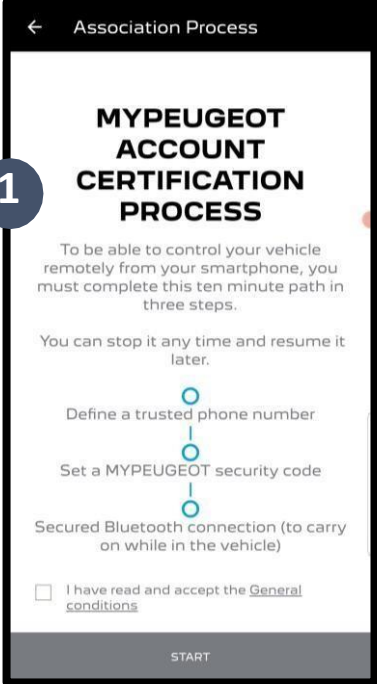 Association Process
MYPEUGEOT
ACCOUNT
1
CERTIFICATION
PROCESS
To be able to control your vehicle
remotely from your smartphone, you
must complete this ten minute path in
three steps.
You can stop it any time and resume it
later.
Define a trusted phone number
Set a MYPEUGEOT security code
Secured Bluetooth connection (to carry
on while in the vehicle)
I have read and accept the General
conditions
START